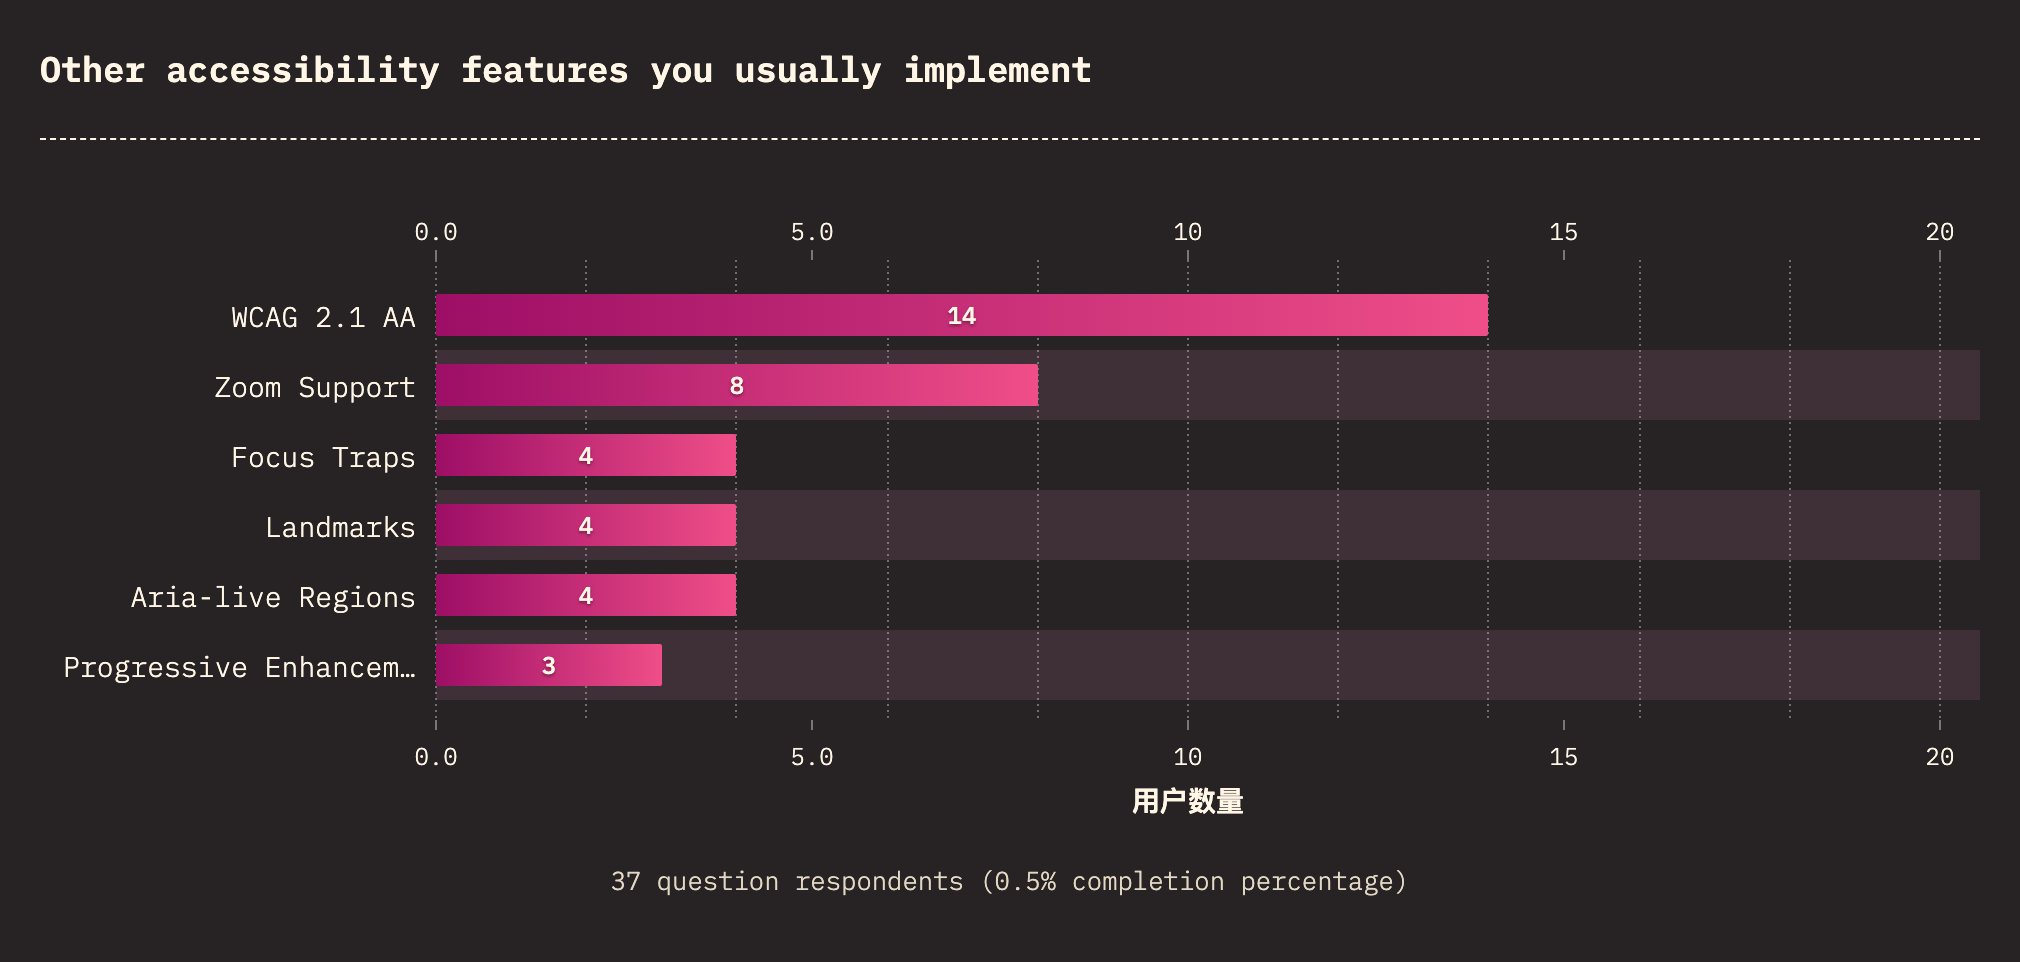 Other accessibility features you usually implement
0.0 5.0 10 15 20
WCAG 2.1 AA 14
Zoom Support 8
Focus Traps 4
Landmarks 4
Aria-live Regions 4
Progressive Enhancem… 3
0.0 5.0 10 15 20
用户数量
37 question respondents (0.5% completion percentage)